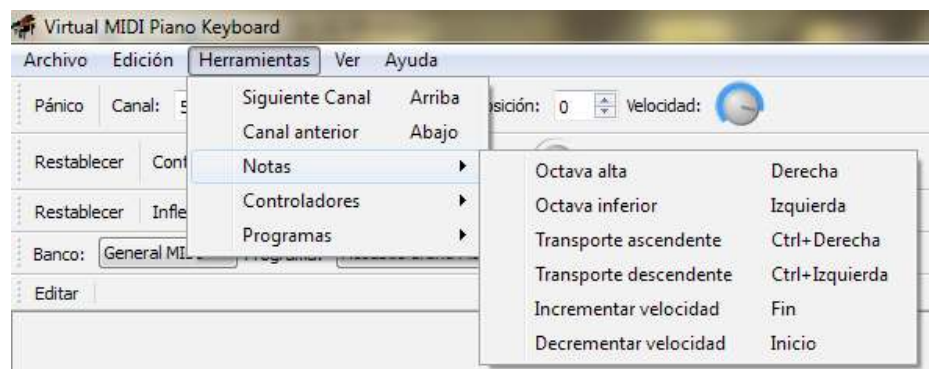 Virtual MIDI Piano Keyboard
Archivo Edición Herramientas Ver Ayuda
Pánico Canal: 0 Velocidad:
Siguiente Canal Arriba
Canal anterior Abajo
Restablecer
Notas
Octava alta Derecha
Controladores
Octava inferior Izquierda
Restablecer
Programas
Transporte ascendente Ctrl+Derecha
Banco: General
Transporte descendente Ctrl+Izquierda
Editar
Incrementar velocidad Fin
Decrementar velocidad Inicio